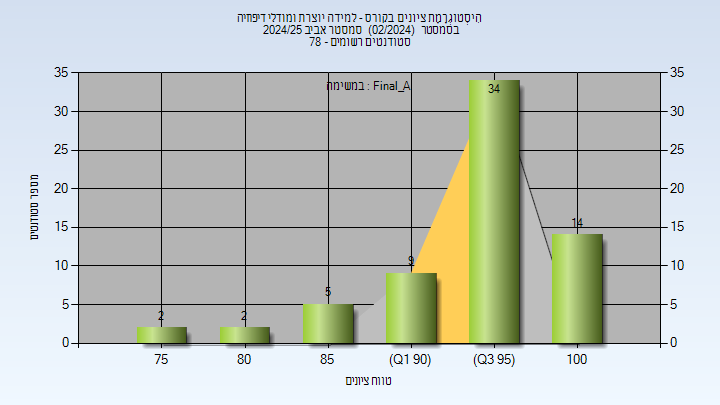 הִיסְטוֹגְרַמַת ציונים בקורס - למידה יוצרת ומודלי דיפוזיה
בסמסטר (02/2024) סמסטר אביב 2024/25
סטודנטים רשומים - 78
במשימה : Final_A
35 35
30 30
25 25
20 20
15 15
10 10
5 5
0 0
2 2 5 9 34 14
75 80 85 (Q1 90) (Q3 95) 100
מספר סטודנטים
טווח ציונים